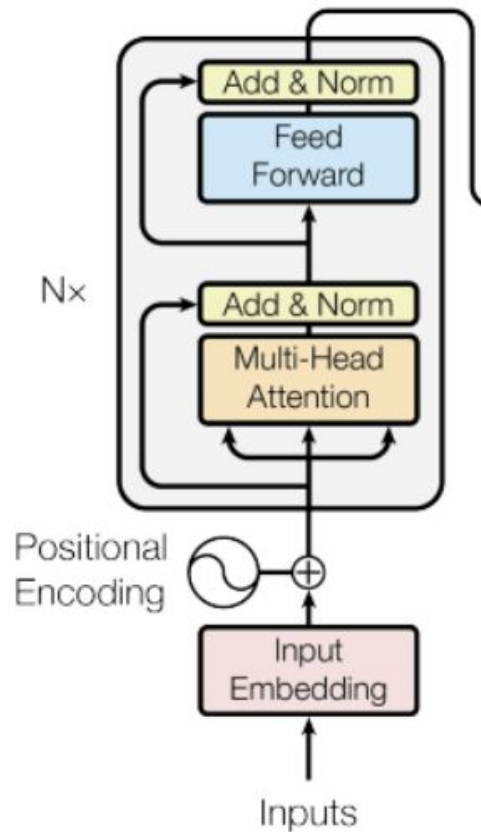 Add & Norm
Feed
Forward
N×
Add & Norm
Multi-Head
Attention
Positional
Encoding
Input
Embedding
Inputs